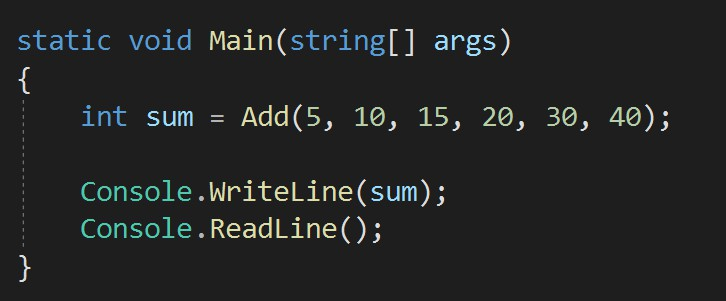 static void Main(string[] args)
{
    int sum = Add(5, 10, 15, 20, 30, 40);
    Console.WriteLine(sum);
    Console.ReadLine();
}